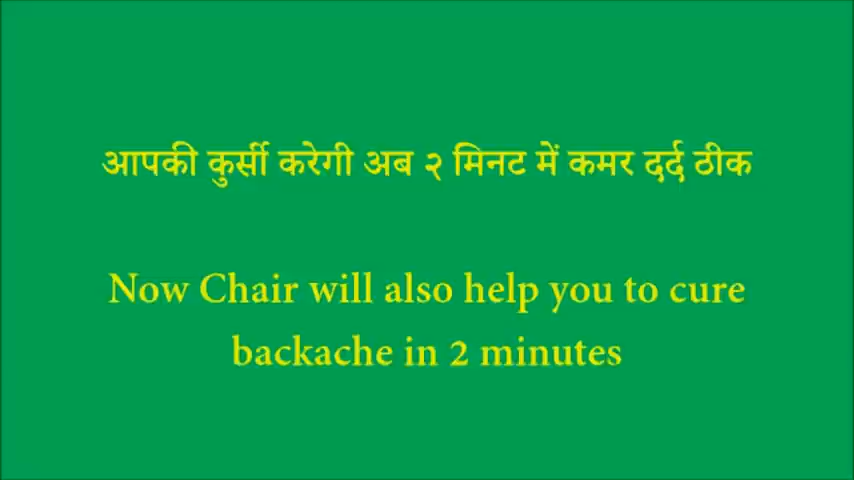 आपकी कुर्सी करेगी अब २ मिनट में कमर दर्द ठीक
Now Chair will also help you to cure
backache in 2 minutes